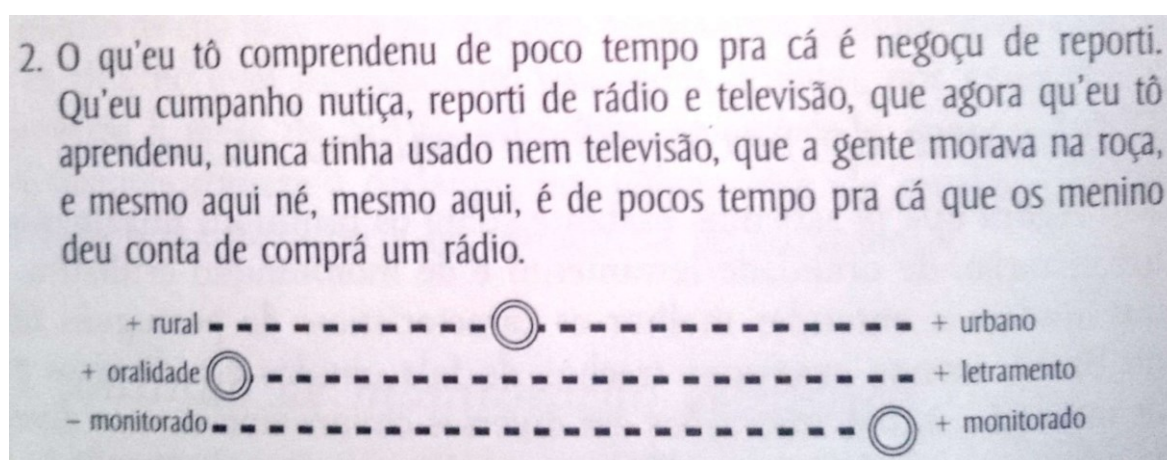 2. O qu'eu tô comprendenu de poco tempo pra cá é negoçu de reporti.
Qu'eu cumpanho nutiça, reporti de rádio e televisão, que agora qu'eu tô
aprendenu, nunca tinha usado nem televisão, que a gente morava na roça,
e mesmo aqui né, mesmo aqui, é de pocos tempo pra cá que os menino
deu conta de comprá um rádio.
+ rural + urbano
+ oralidade + letramento
– monitorado + monitorado